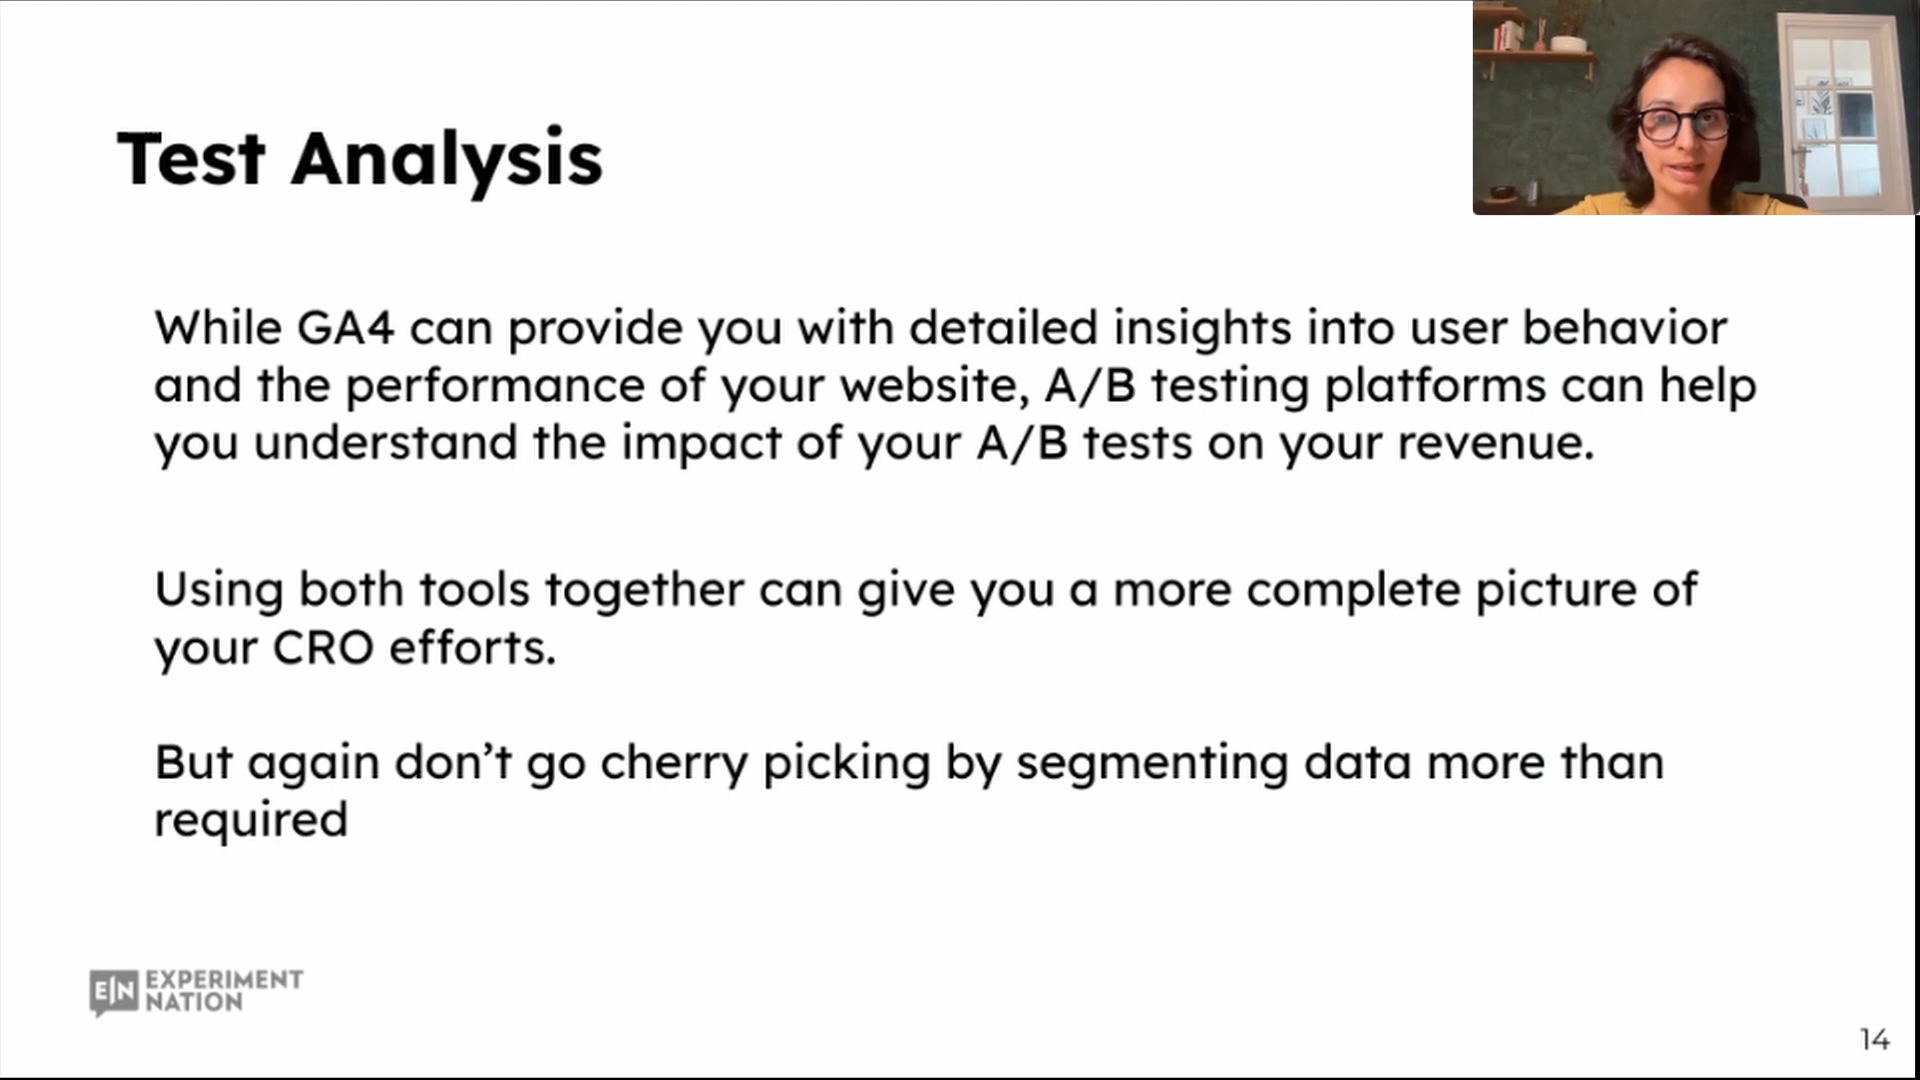 Test Analysis
While GA4 can provide you with detailed insights into user behavior
and the performance of your website, A/B testing platforms can help
you understand the impact of your A/B tests on your revenue.
Using both tools together can give you a more complete picture of
your CRO efforts.
But again don’t go cherry picking by segmenting data more than
required
E|N EXPERIMENT
NATION
14